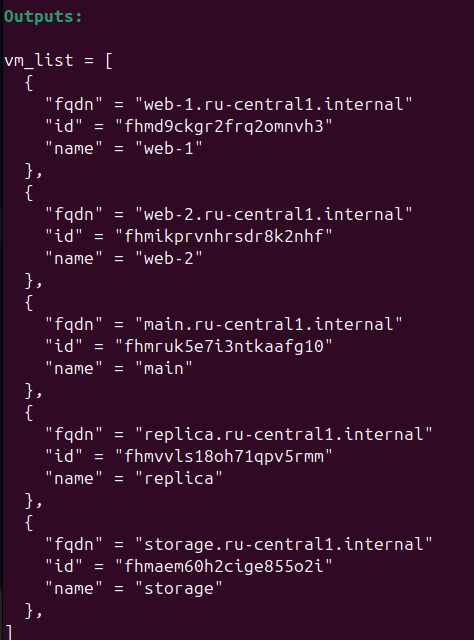 Outputs:
vm_list = [
  {
    "fqdn" = "web-1.ru-central1.internal"
    "id" = "fhmd9ckgr2frq2omnvh3"
    "name" = "web-1"
  },
  {
    "fqdn" = "web-2.ru-central1.internal"
    "id" = "fhmikprvnhrsdr8k2nhf"
    "name" = "web-2"
  },
  {
    "fqdn" = "main.ru-central1.internal"
    "id" = "fhmruk5e7i3ntkaafg10"
    "name" = "main"
  },
  {
    "fqdn" = "replica.ru-central1.internal"
    "id" = "fhmvvls18oh71qpv5rmm"
    "name" = "replica"
  },
  {
    "fqdn" = "storage.ru-central1.internal"
    "id" = "fhmaem60h2cige855o2i"
    "name" = "storage"
  },
]